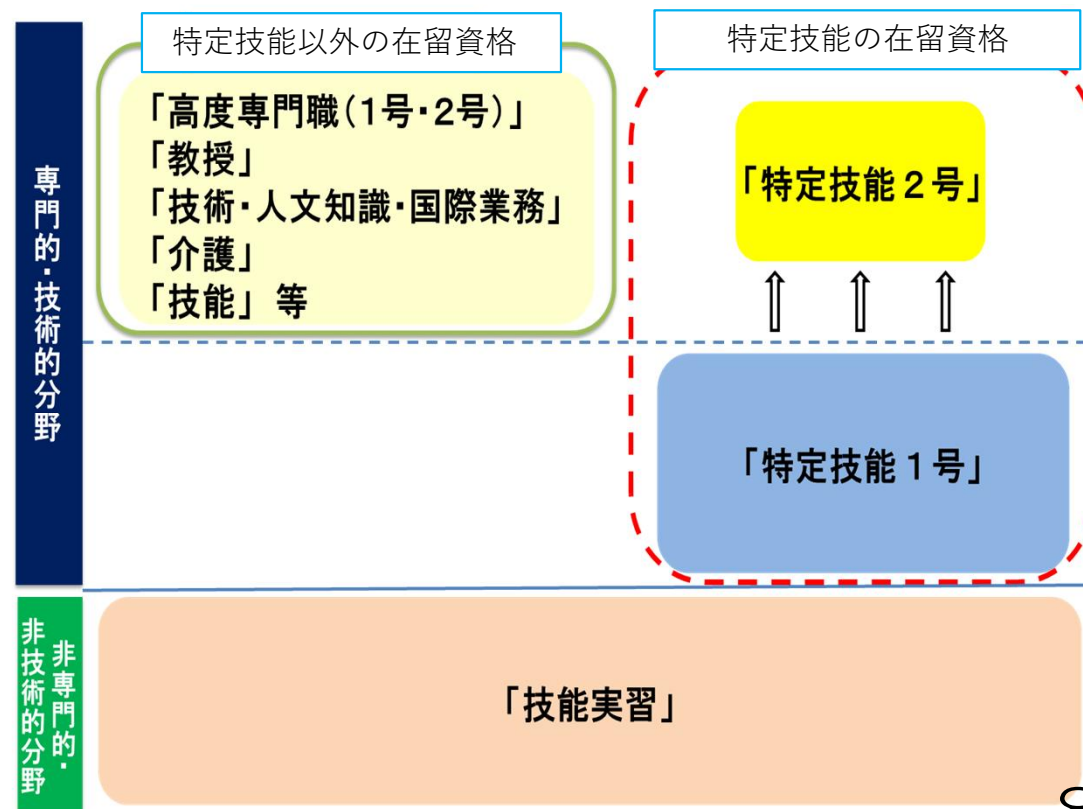 特定技能以外の在留資格
特定技能の在留資格
専門的・技術的分野
「高度専門職(1号・2号)」
「教授」
「技術・人文知識・国際業務」
「介護」
「技能」 等
「特定技能2号」
「特定技能1号」
非専門的・
非技術的分野
「技能実習」